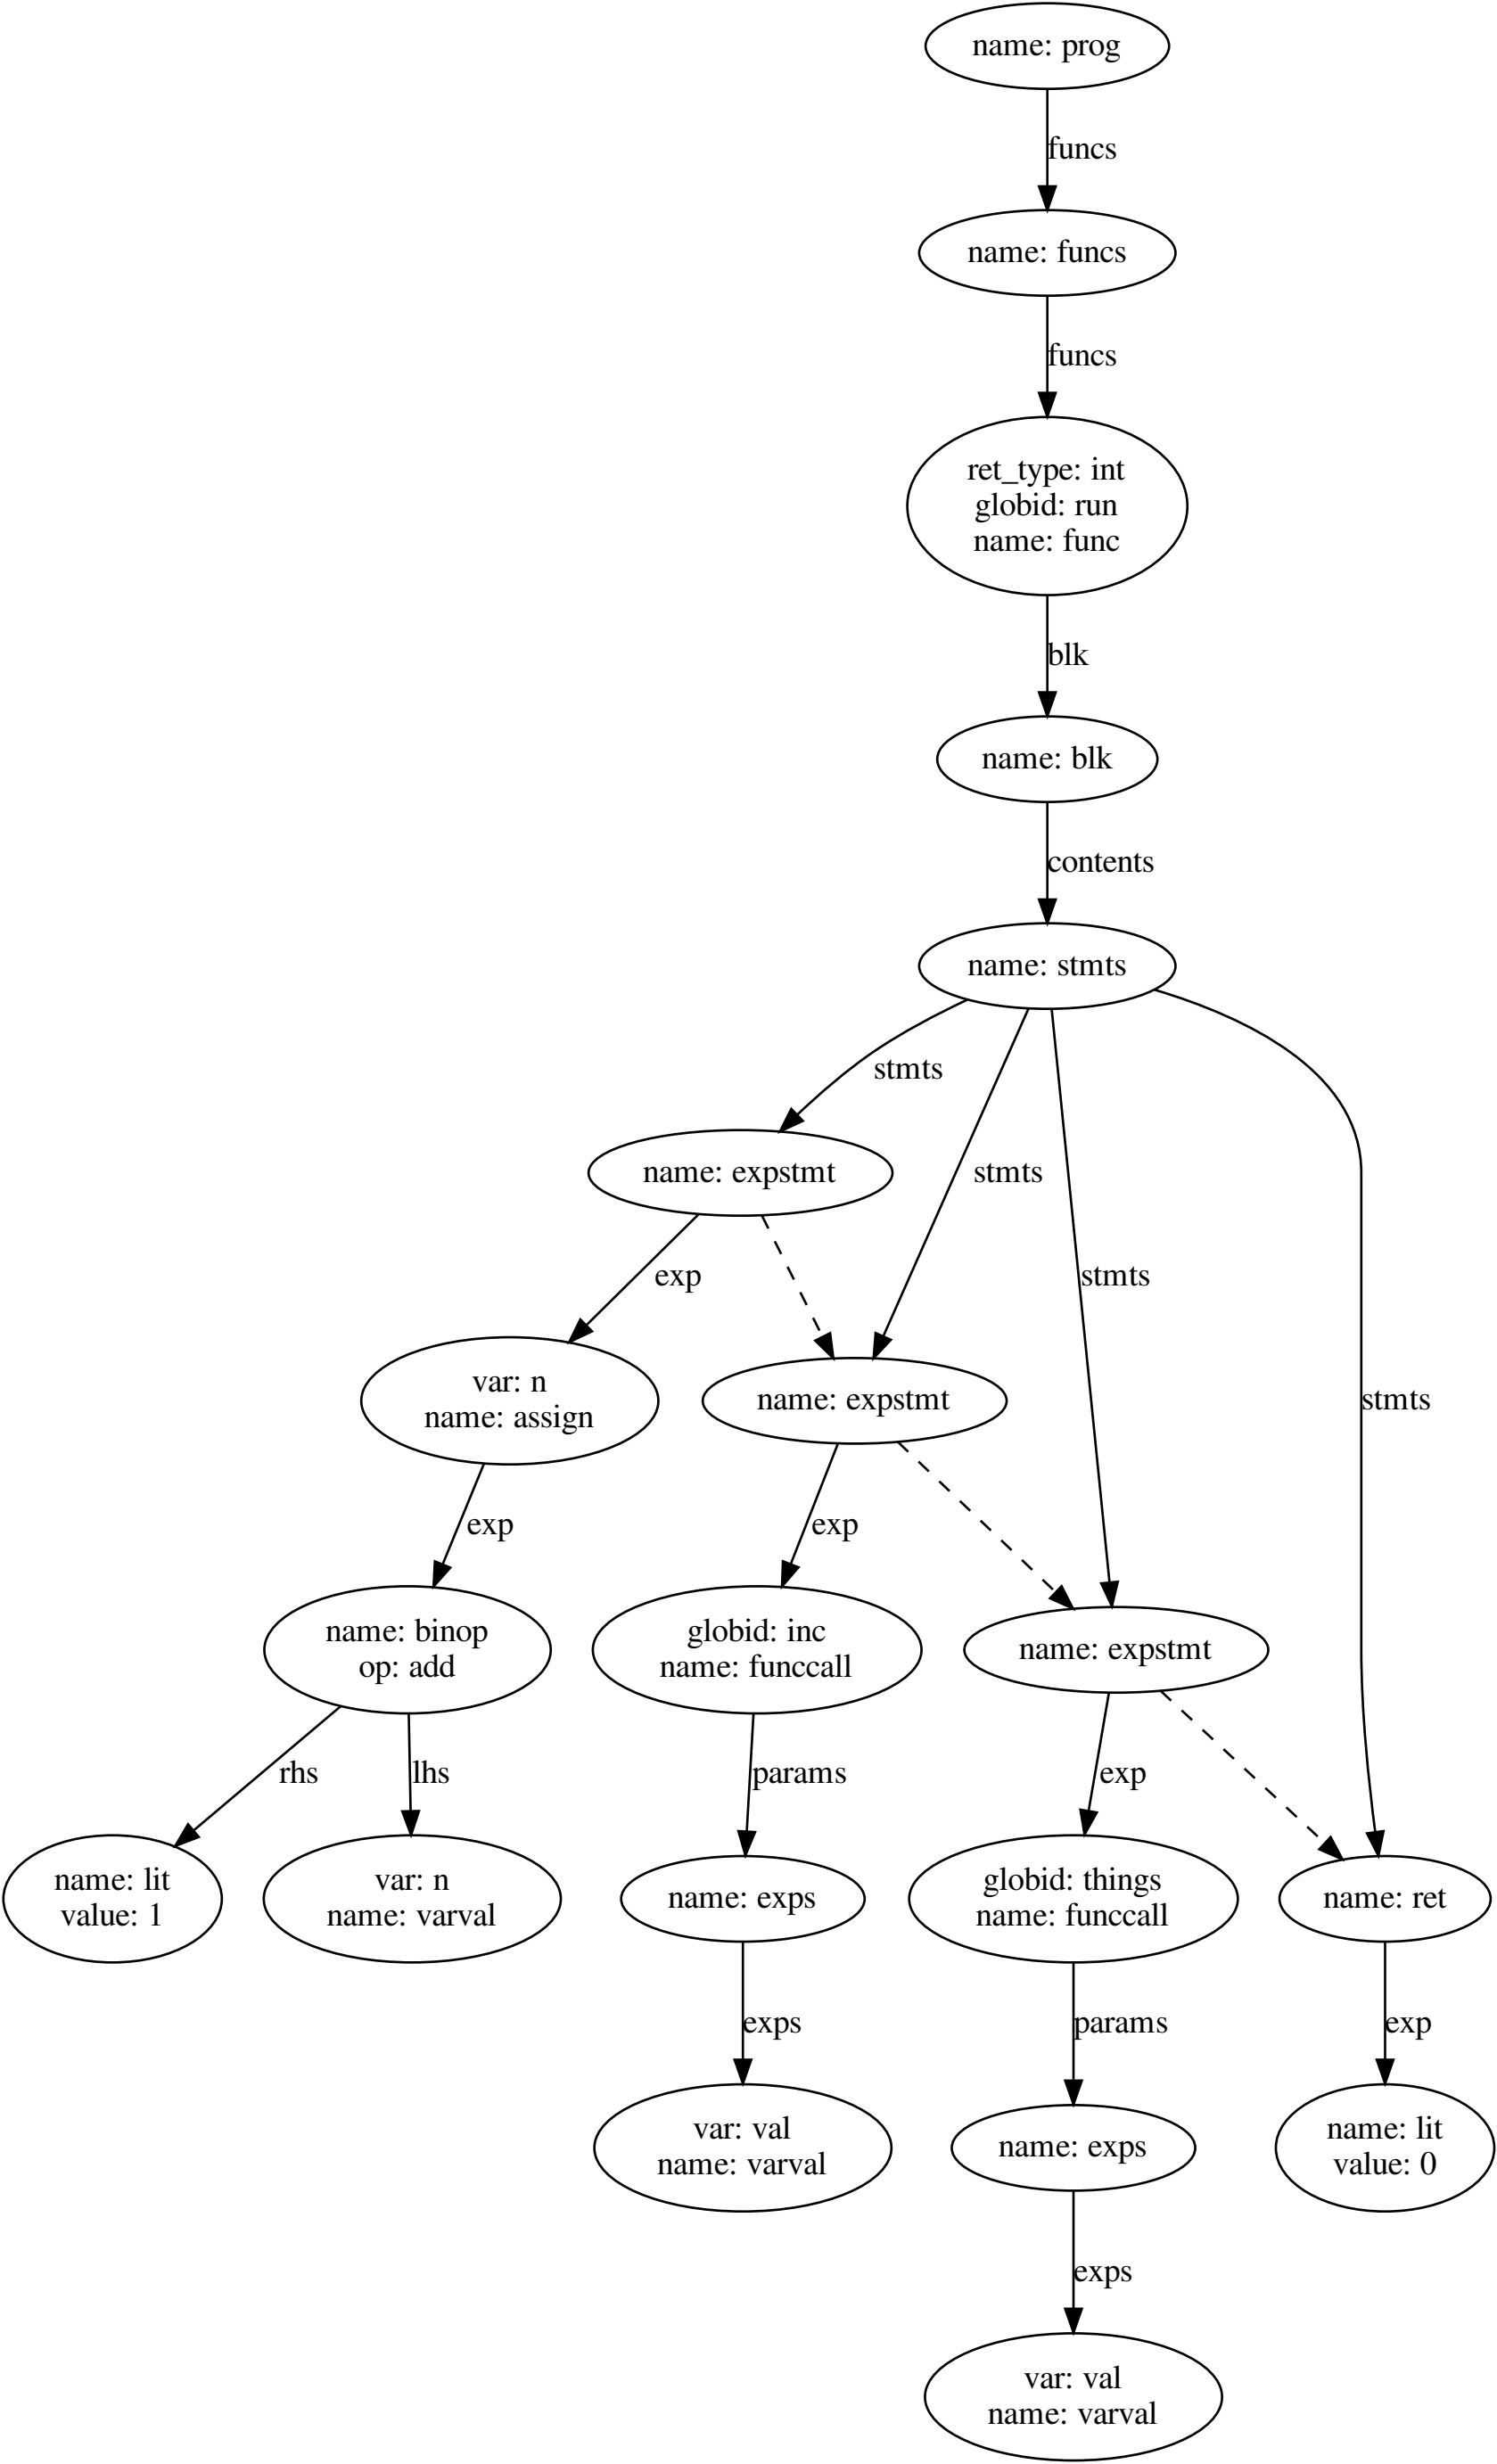 name: prog
funcs
name: funcs
funcs
ret_type: int
globid: run
name: func
blk
name: blk
contents
name: stmts
stmts
name: expstmt
stmts
exp
stmts
var: n
name: assign
name: expstmt
stmts
exp
exp
name: binop
op: add
globid: inc
name: funccall
name: expstmt
rhs
lhs
params
exp
name: lit
value: 1
var: n
name: varval
name: exps
globid: things
name: funccall
name: ret
exps
params
exp
var: val
name: varval
name: exps
name: lit
value: 0
exps
var: val
name: varval